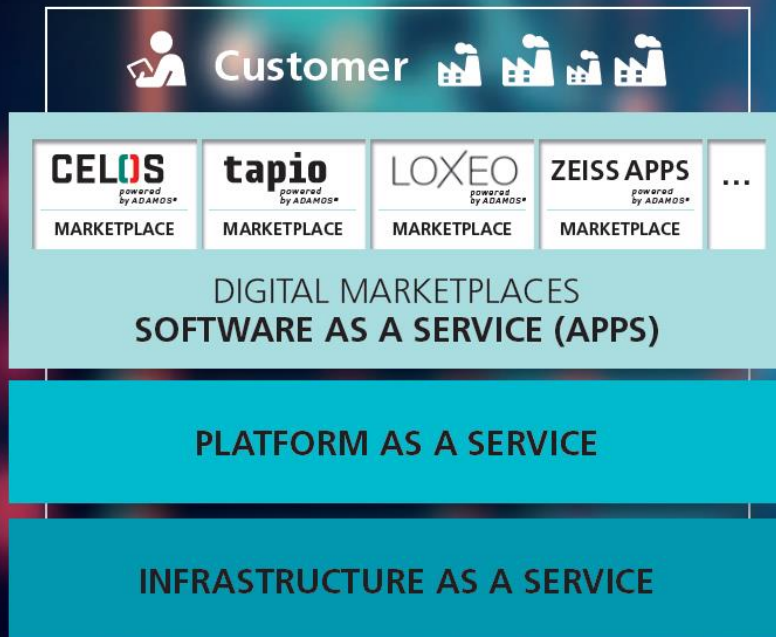 Customer
CELOS
powered
by ADAMOS
MARKETPLACE
tapio
powered
by ADAMOS
MARKETPLACE
LOXEO
powered
by ADAMOS
MARKETPLACE
ZEISS APPS
powered
by ADAMOS
MARKETPLACE
...
DIGITAL MARKETPLACES
SOFTWARE AS A SERVICE (APPS)
PLATFORM AS A SERVICE
INFRASTRUCTURE AS A SERVICE